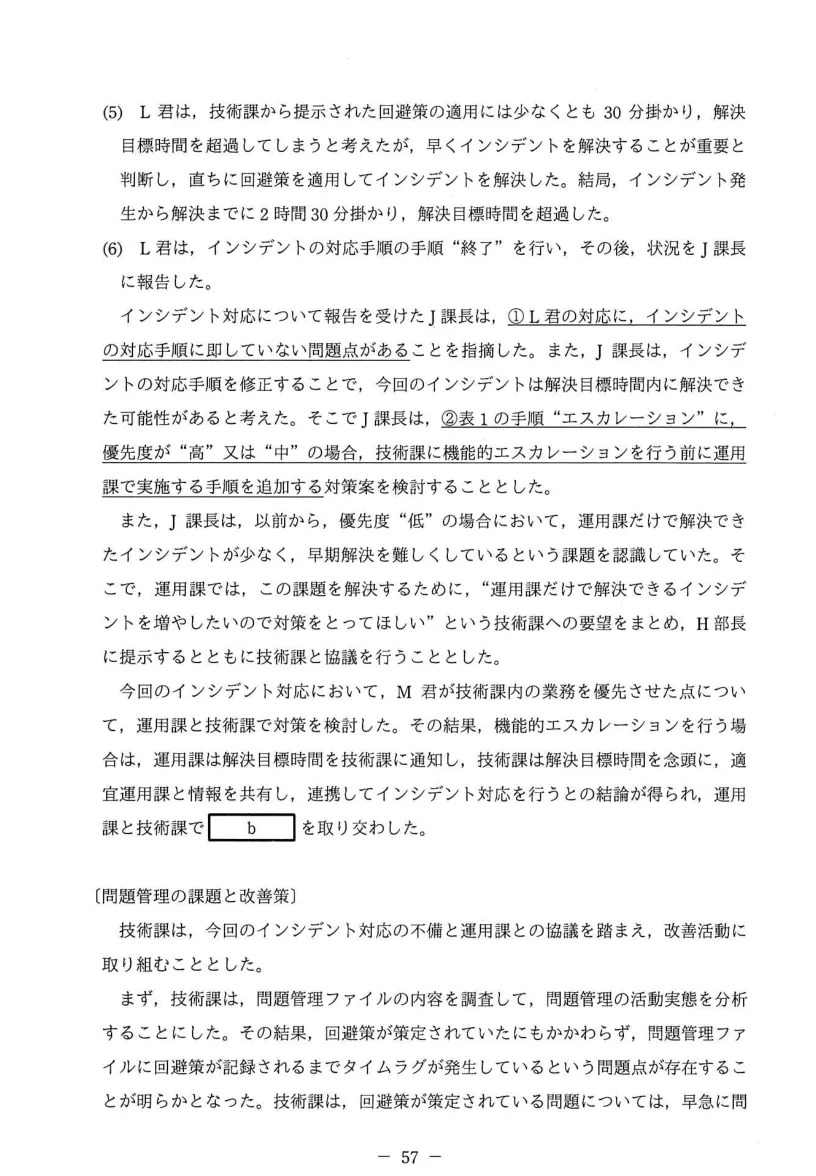 (5) L 君は，技術課から提示された回避策の適用には少なくとも 30 分掛かり，解決
目標時間を超過してしまうと考えたが，早くインシデントを解決することが重要と
判断し，直ちに回避策を適用してインシデントを解決した。結局，インシデント発
生から解決までに 2 時間 30 分掛かり，解決目標時間を超過した。
(6) L 君は，インシデントの対応手順の手順“終了”を行い，その後，状況を J 課長
に報告した。
インシデント対応について報告を受けた J 課長は，①L 君の対応に，インシデント
の対応手順に即していない問題点があることを指摘した。また，J 課長は，インシデ
ントの対応手順を修正することで，今回のインシデントは解決目標時間内に解決でき
た可能性があると考えた。そこで J 課長は，②表 1 の手順“エスカレーション”に，
優先度が“高”又は“中”の場合，技術課に機能的エスカレーションを行う前に運用
課で実施する手順を追加する対策案を検討することとした。
また，J 課長は，以前から，優先度“低”の場合において，運用課だけで解決でき
たインシデントが少なく，早期解決を難しくしているという課題を認識していた。そ
こで，運用課では，この課題を解決するために，“運用課だけで解決できるインシデ
ントを増やしたいので対策をとってほしい”という技術課への要望をまとめ，H 部長
に提示するとともに技術課と協議を行うこととした。
今回のインシデント対応において，M 君が技術課内の業務を優先させた点につい
て，運用課と技術課で対策を検討した。その結果，機能的エスカレーションを行う場
合は，運用課は解決目標時間を技術課に通知し，技術課は解決目標時間を念頭に，適
宜運用課と情報を共有し，連携してインシデント対応を行うとの結論が得られ，運用
課と技術課で b を取り交わした。
〔問題管理の課題と改善策〕
技術課は，今回のインシデント対応の不備と運用課との協議を踏まえ，改善活動に
取り組むこととした。
まず，技術課は，問題管理ファイルの内容を調査して，問題管理の活動実態を分析
することにした。その結果，回避策が策定されていたにもかかわらず，問題管理ファ
イルに回避策が記録されるまでタイムラグが発生しているという問題点が存在するこ
とが明らかとなった。技術課は，回避策が策定されている問題については，早急に問
－ 57 －